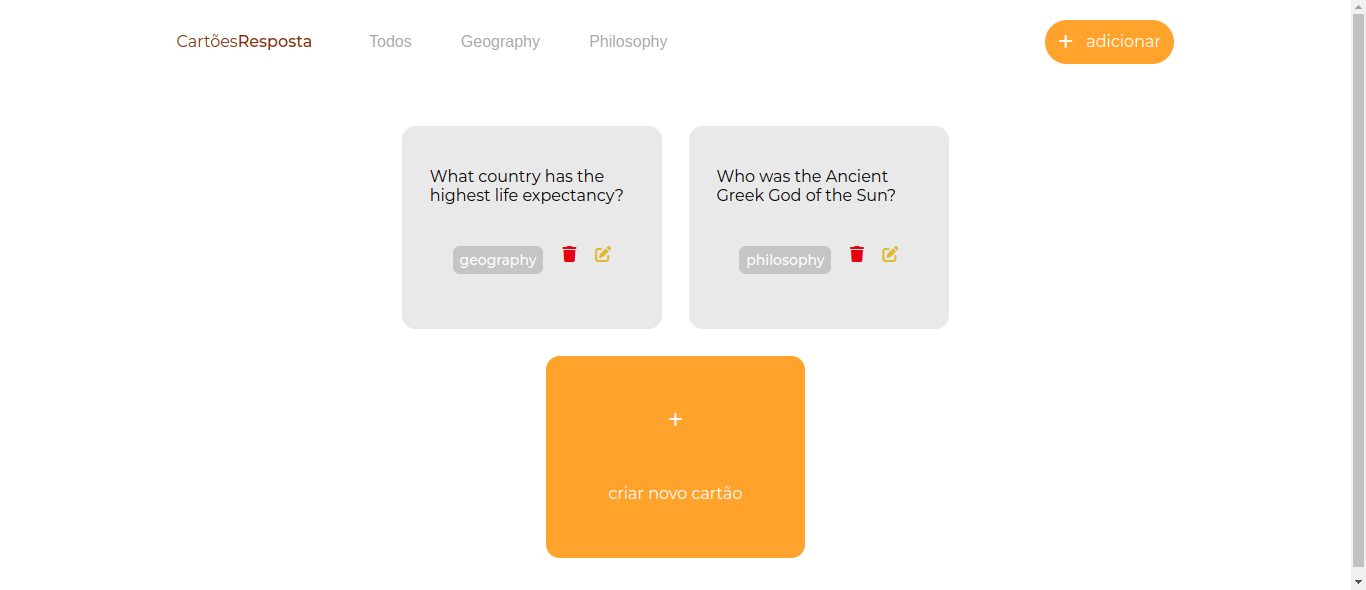 CartõesResposta
Todos
Geography
Philosophy
+ adicionar
What country has the
highest life expectancy?
geography
Who was the Ancient
Greek God of the Sun?
philosophy
+
criar novo cartão